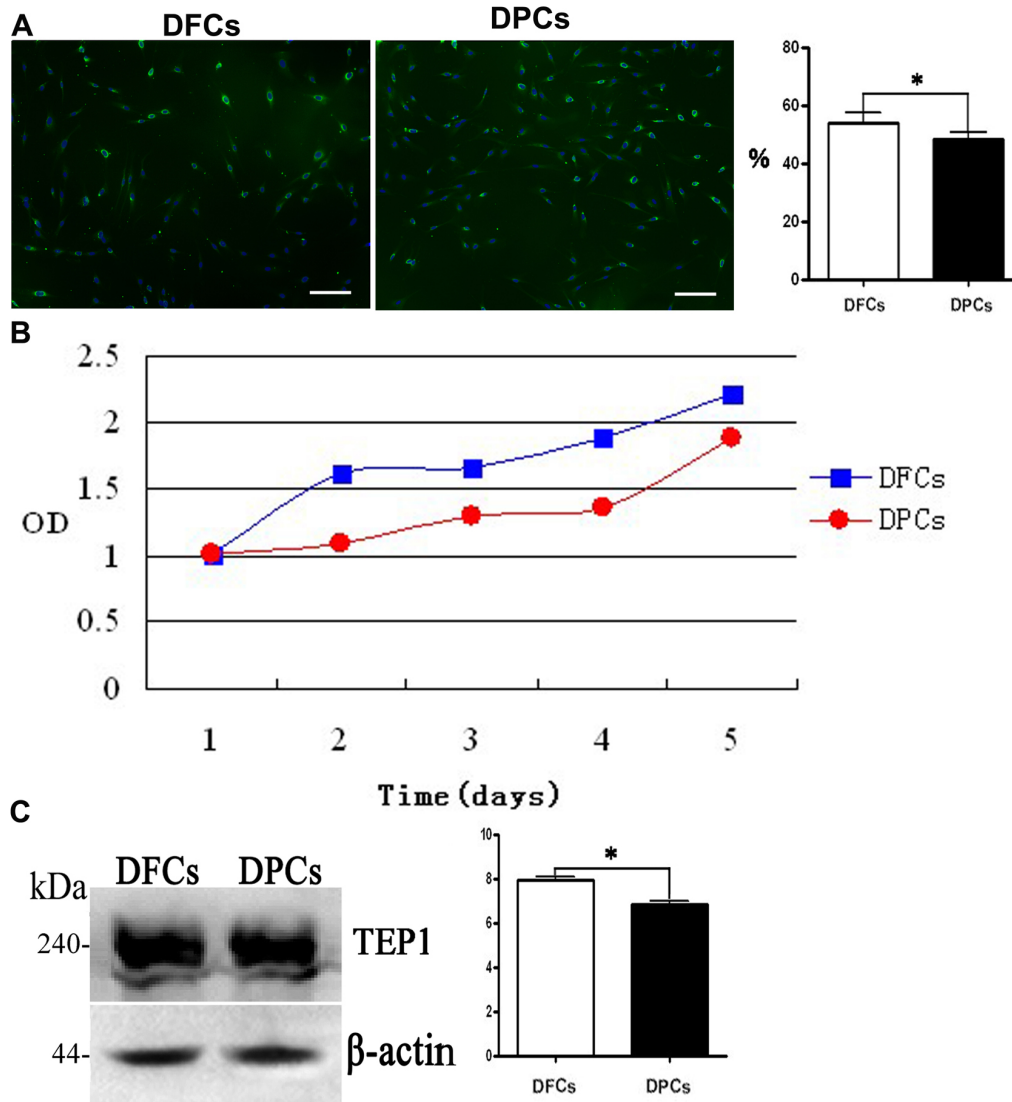 A
DFCs
DPCs
%
80
60
40
20
0
*
DFCs
DPCs
B
OD
2.5
2
1.5
1
0.5
0
1 2 3 4 5
Time(days)
DFCs
DPCs
C
kDa
DFCs DPCs
240-
TEP1
44-
β-actin
10
8
6
4
2
0
*
DFCs
DPCs